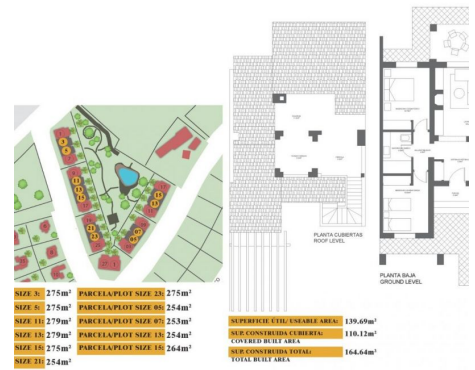 PLANTA CUBIERTAS
ROOF LEVEL
PLANTA BAJA
GROUND LEVEL
SIZE 3: 275m² PARCELA/PLOT SIZE 23: 275m²
SIZE 5: 275m² PARCELA/PLOT SIZE 05: 254m²
SIZE 11: 279m² PARCELA/PLOT SIZE 07: 253m²
SIZE 13: 279m² PARCELA/PLOT SIZE 13: 254m²
SIZE 15: 275m² PARCELA/PLOT SIZE 15: 264m²
SIZE 21: 254m²
SUPERFICIE ÚTIL/ USEABLE AREA: 139.69m²
SUP. CONSTRUIDA CUBIERTA: 110.12m²
COVERED BUILT AREA
SUP. CONSTRUIDA TOTAL: 164.64m²
TOTAL BUILT AREA